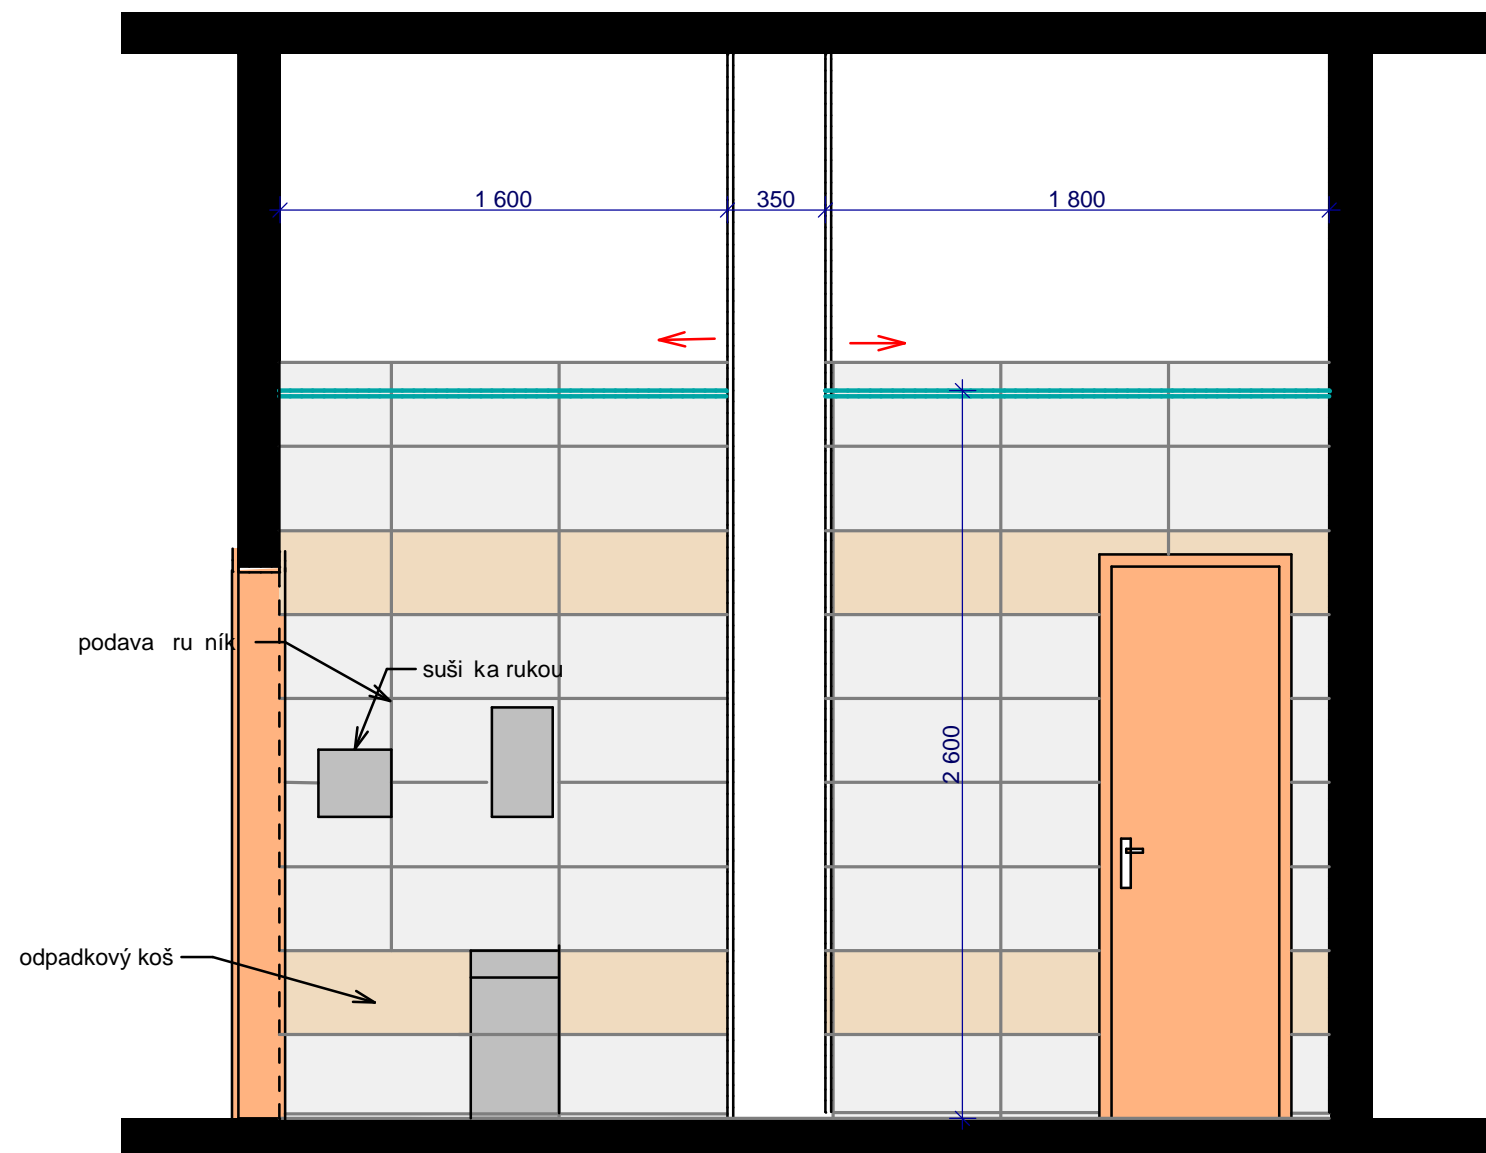 1 600
350
1 800
podava ru ník
suši ka rukou
2 600
odpadkový koš